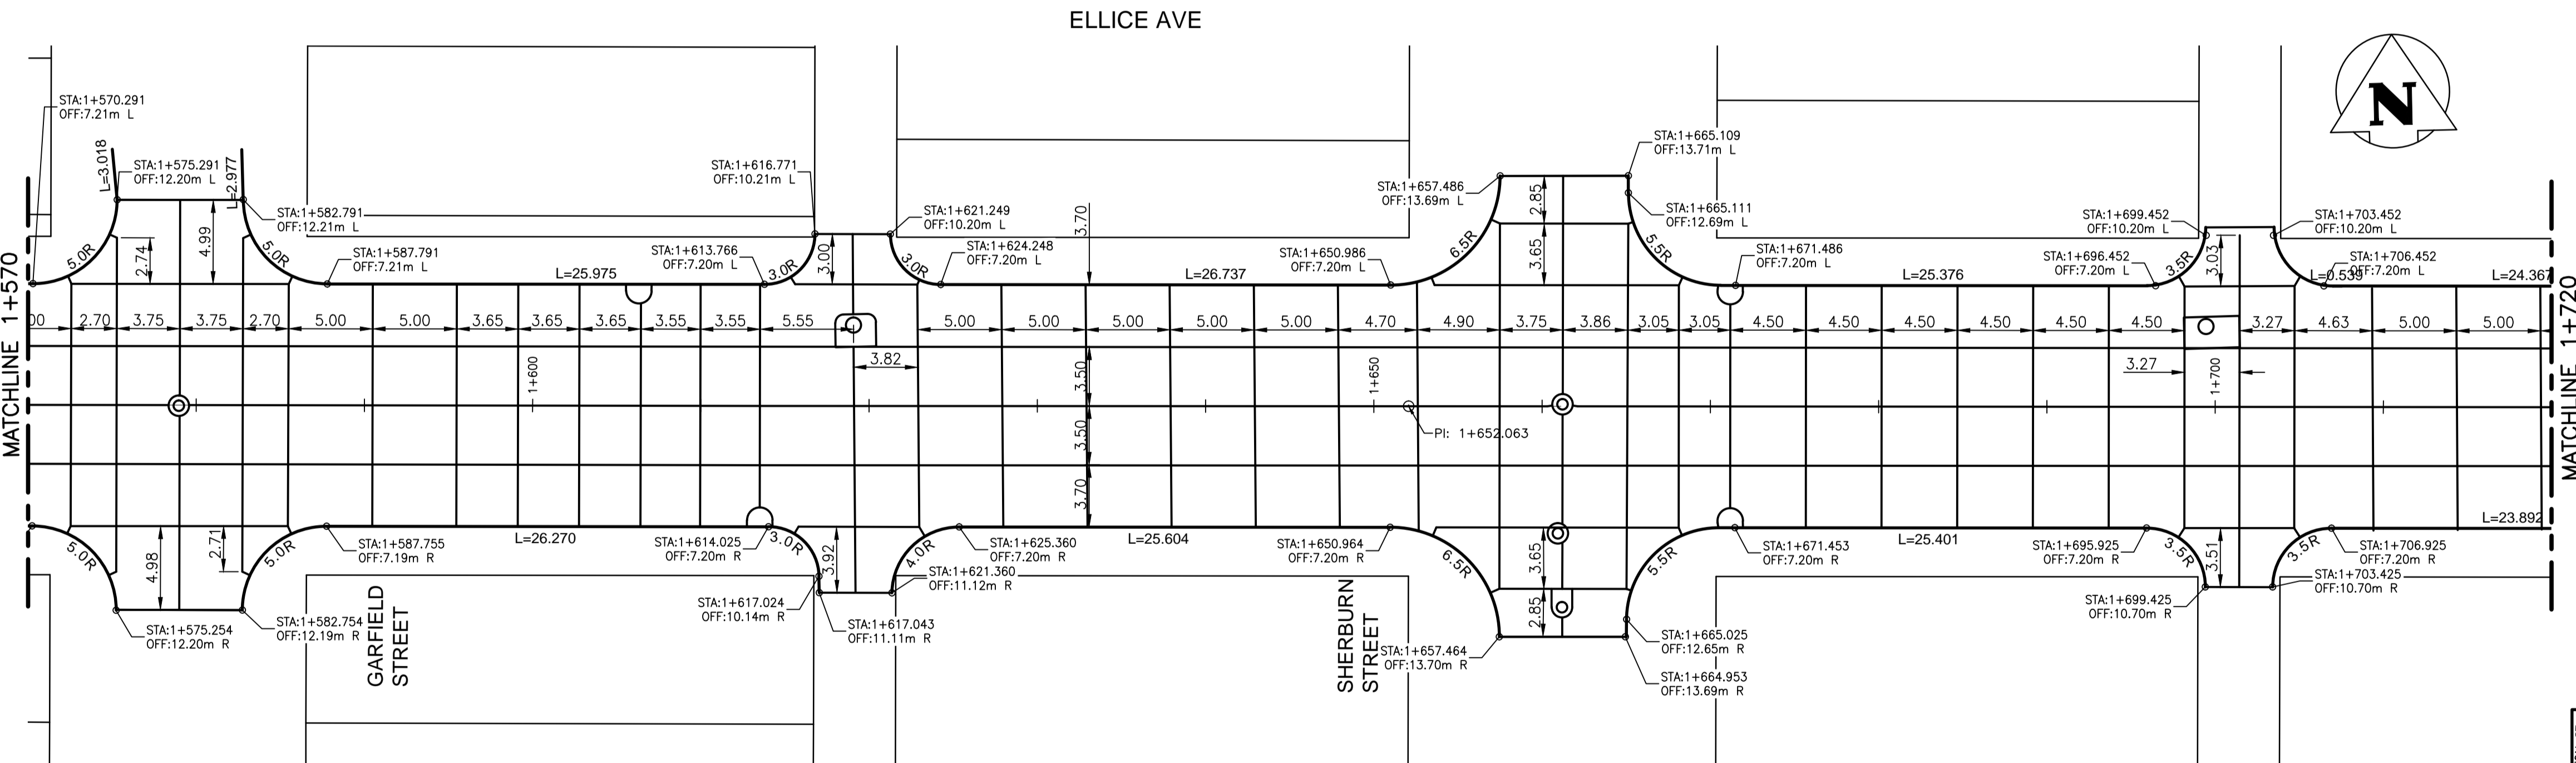 ELLICE AVE
N
MATCHLINE 1+570
MATCHLINE 1+720
STA:1+570.291
OFF:7.21m L
L=3.018
STA:1+575.291
OFF:12.20m L
L=2.977
STA:1+582.791
OFF:12.21m L
5.0R
2.74
4.99
5.0R
STA:1+587.791
OFF:7.21m L
L=25.975
STA:1+616.771
OFF:10.21m L
STA:1+613.766
OFF:7.20m L
3.0R
3.00
STA:1+621.249
OFF:10.20m L
3.0R
STA:1+624.248
OFF:7.20m L
3.70
L=26.737
STA:1+657.486
OFF:13.69m L
STA:1+650.986
OFF:7.20m L
6.5R
2.85
3.65
STA:1+665.109
OFF:13.71m L
STA:1+665.111
OFF:12.69m L
5.5R
STA:1+671.486
OFF:7.20m L
L=25.376
STA:1+699.452
OFF:10.20m L
STA:1+696.452
OFF:7.20m L
3.5R
3.03
STA:1+703.452
OFF:10.20m L
STA:1+706.452
OFF:7.20m L
L=0.539
L=24.367
00 2.70 3.75 3.75 2.70 5.00 5.00 3.65 3.65 3.65 3.55 3.55 5.55 5.00 5.00 5.00 5.00 5.00 4.70 4.90 3.75 3.86 3.05 3.05 4.50 4.50 4.50 4.50 4.50 4.50 3.27 4.63 5.00 5.00
3.82
3.27
1+600
3.50
1+650
1+700
PI: 1+652.063
3.50
3.70
5.0R
4.98
2.71
5.0R
STA:1+587.755
OFF:7.19m R
L=26.270
STA:1+614.025
OFF:7.20m R
3.0R
3.92
4.0R
STA:1+625.360
OFF:7.20m R
L=25.604
STA:1+650.964
OFF:7.20m R
6.5R
3.65
2.85
5.5R
STA:1+671.453
OFF:7.20m R
L=25.401
STA:1+695.925
OFF:7.20m R
3.5R
3.51
3.5R
L=23.892
STA:1+706.925
OFF:7.20m R
STA:1+621.360
OFF:11.12m R
STA:1+703.425
OFF:10.70m R
STA:1+617.024
OFF:10.14m R
STA:1+699.425
OFF:10.70m R
STA:1+575.254
OFF:12.20m R
STA:1+582.754
OFF:12.19m R
GARFIELD
STREET
STA:1+617.043
OFF:11.11m R
SHERBURN
STREET
STA:1+657.464
OFF:13.70m R
STA:1+665.025
OFF:12.65m R
STA:1+664.953
OFF:13.69m R